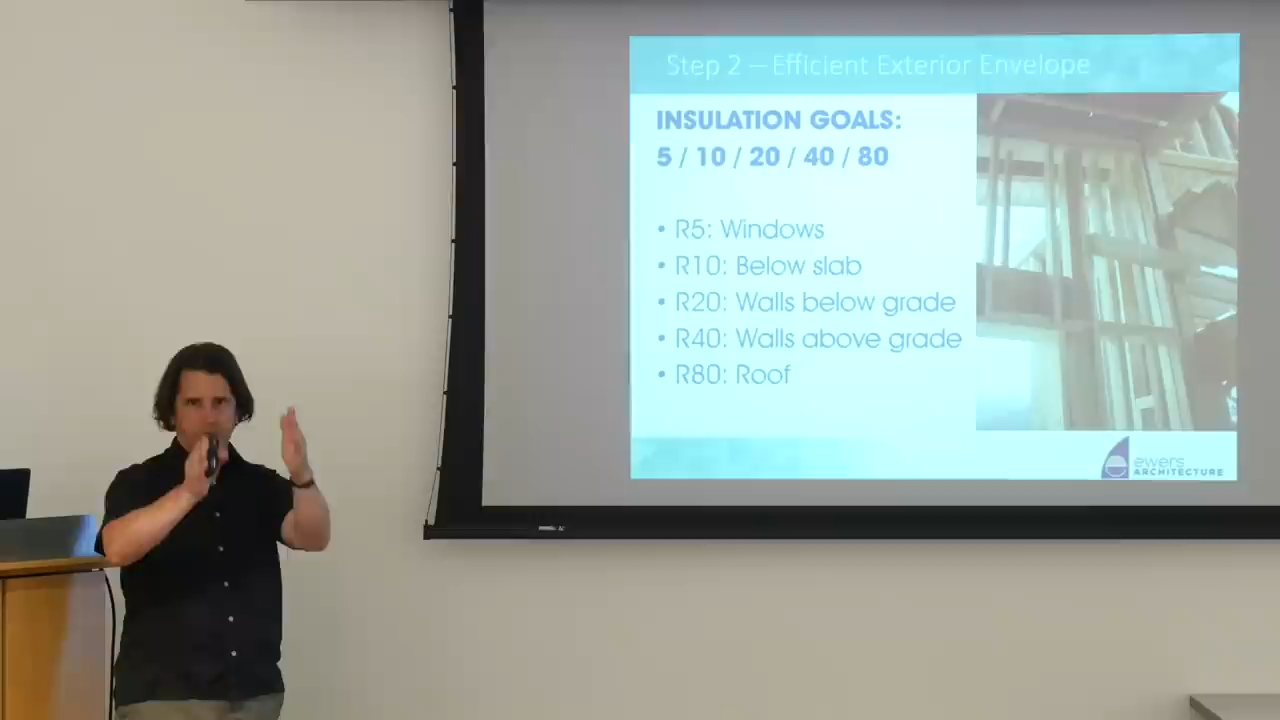 Step 2 – Efficient Exterior Envelope
INSULATION GOALS:
5 / 10 / 20 / 40 / 80
• R5: Windows
• R10: Below slab
• R20: Walls below grade
• R40: Walls above grade
• R80: Roof
ewers
ARCHITECTURE